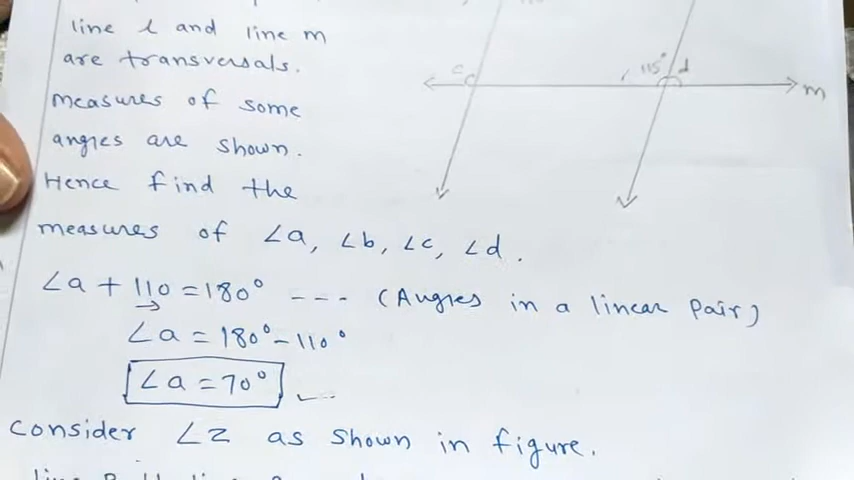 line l and line m
are transversals.
measures of some
angles are shown.
Hence find the
measures of ∠a, ∠b, ∠c, ∠d.
c
115°
d
m
∠a + 110 = 180° --- (Angles in a linear pair)
∠a = 180° - 110°
∠a = 70°
consider ∠z as shown in figure.